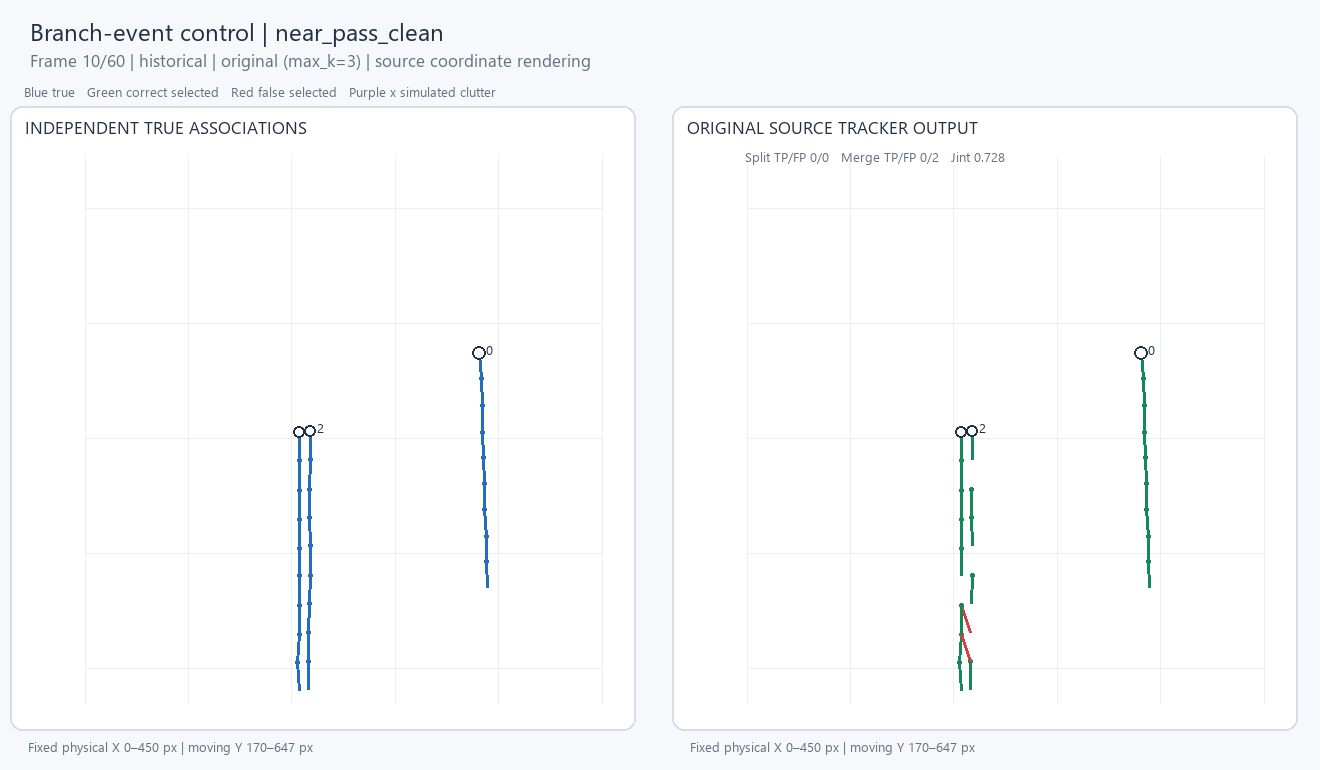 Branch-event control | near_pass_clean
Frame 10/60 | historical | original (max_k=3) | source coordinate rendering
Blue true   Green correct selected   Red false selected   Purple x simulated clutter
INDEPENDENT TRUE ASSOCIATIONS
0
2
Fixed physical X 0–450 px | moving Y 170–647 px
ORIGINAL SOURCE TRACKER OUTPUT
Split TP/FP 0/0   Merge TP/FP 0/2   Jint 0.728
0
2
Fixed physical X 0–450 px | moving Y 170–647 px